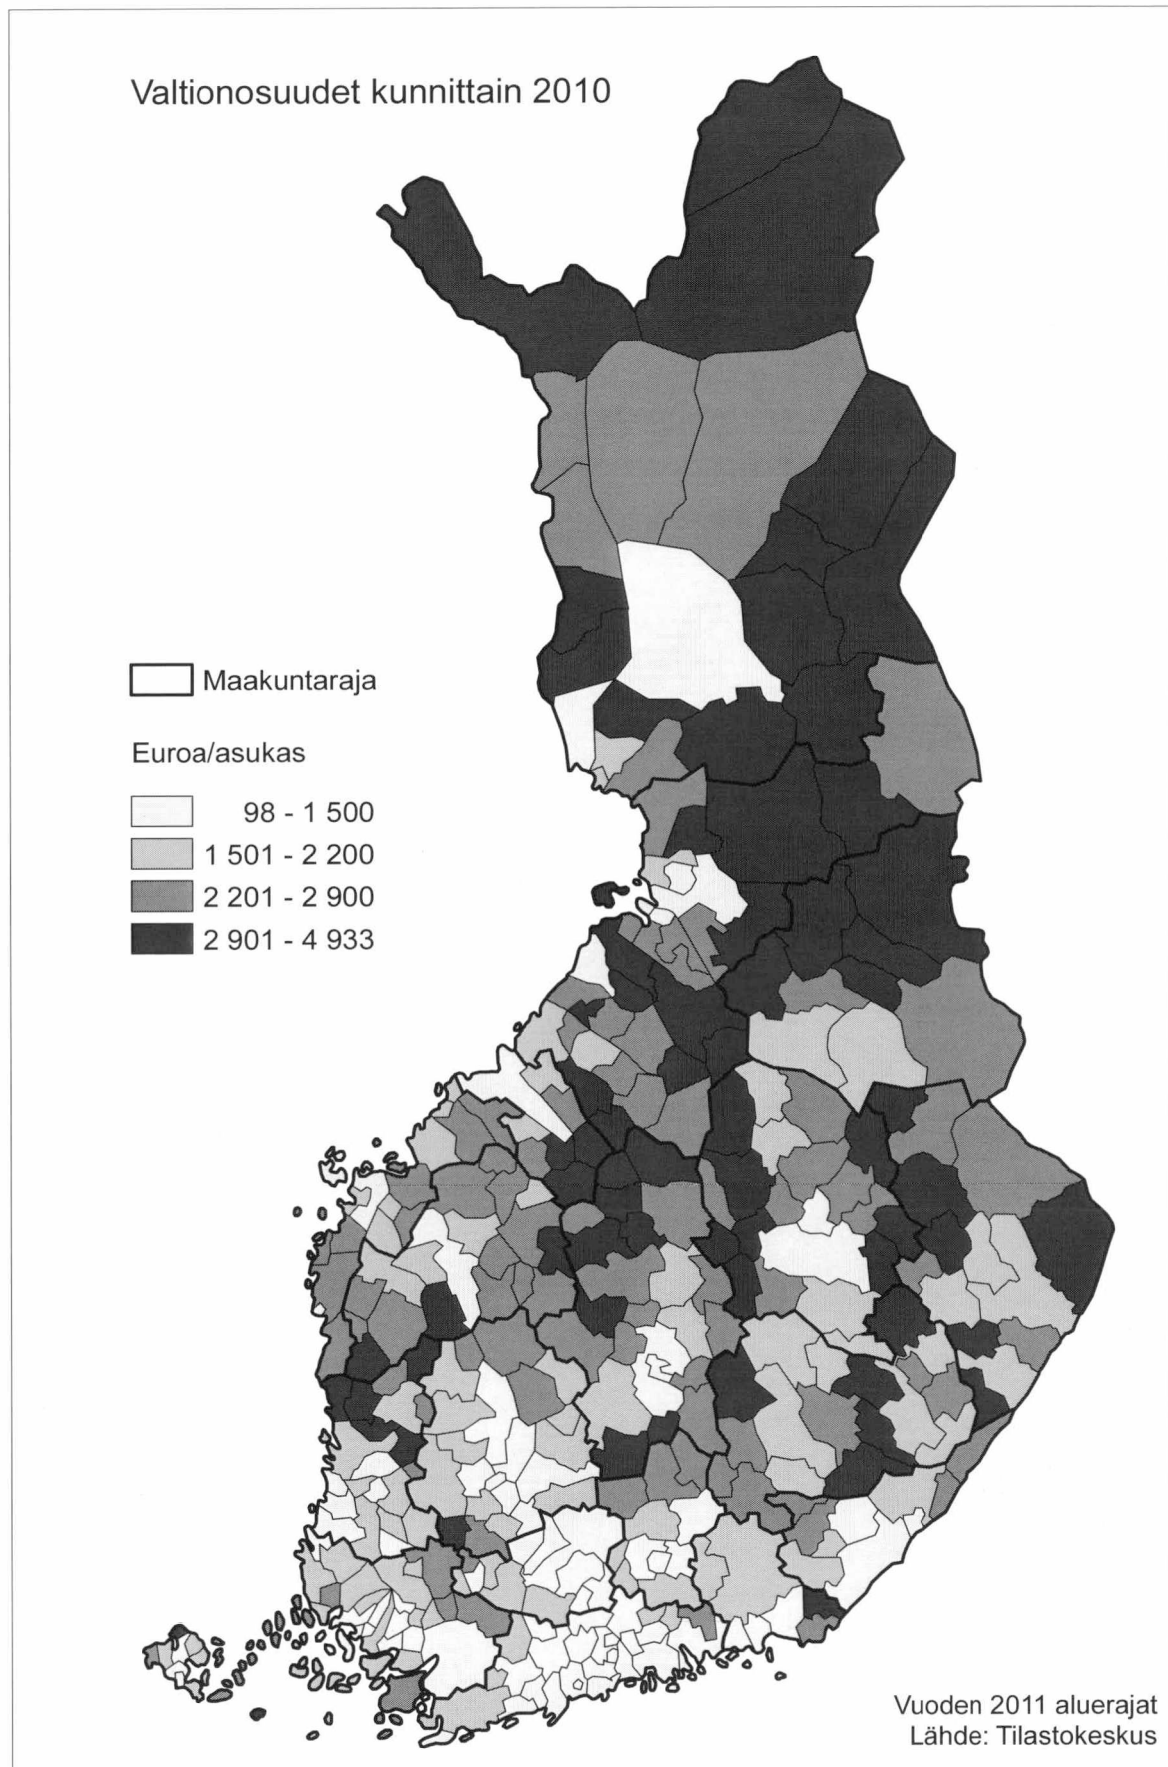 Valtionosuudet kunnittain 2010
Maakuntaraja
Euroa/asukas
98 - 1 500
1 501 - 2 200
2 201 - 2 900
2 901 - 4 933
Vuoden 2011 aluerajat
Lähde: Tilastokeskus